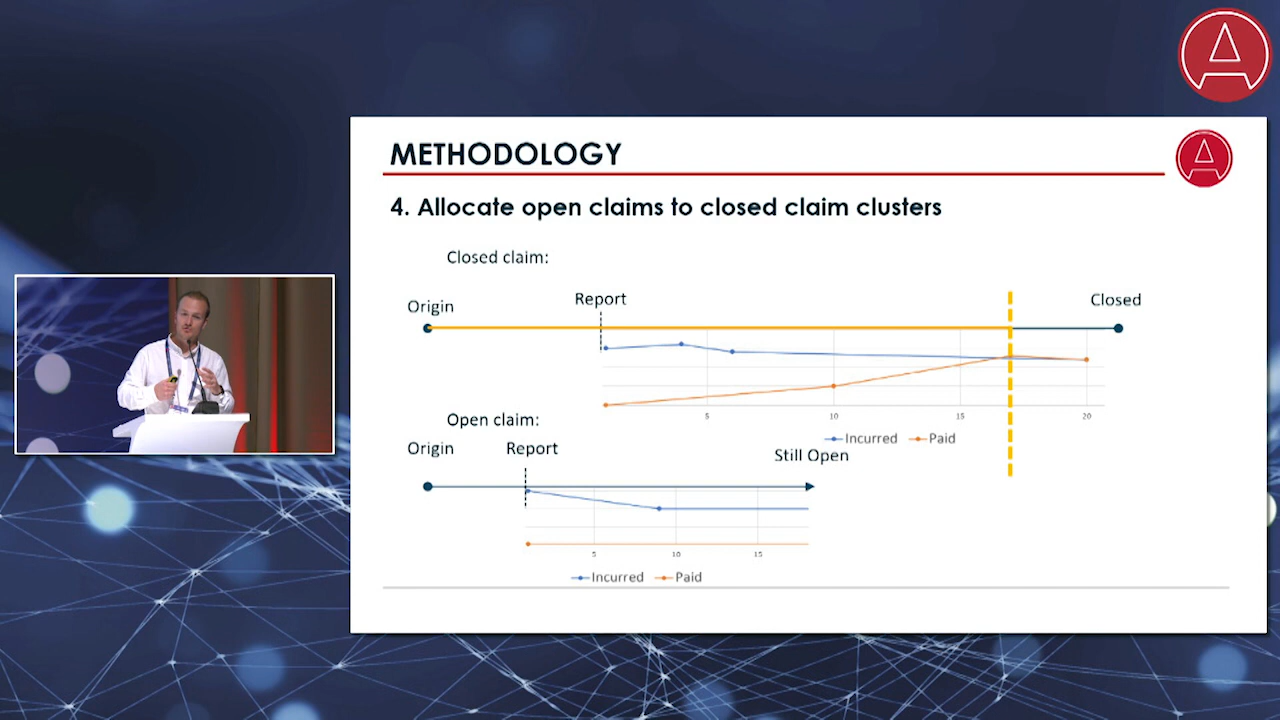 METHODOLOGY
4. Allocate open claims to closed claim clusters
Closed claim:
Origin
Report
Closed
5
10
15
20
Incurred
Paid
Open claim:
Origin
Report
Still Open
5
10
15
Incurred
Paid